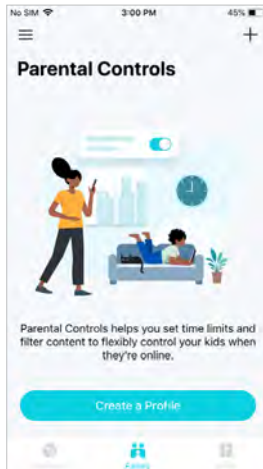 No SIM 3:00 PM 45%
Parental Controls
Parental Controls helps you set time limits and
filter content to flexibly control your kids when
they're online.
Create a Profile